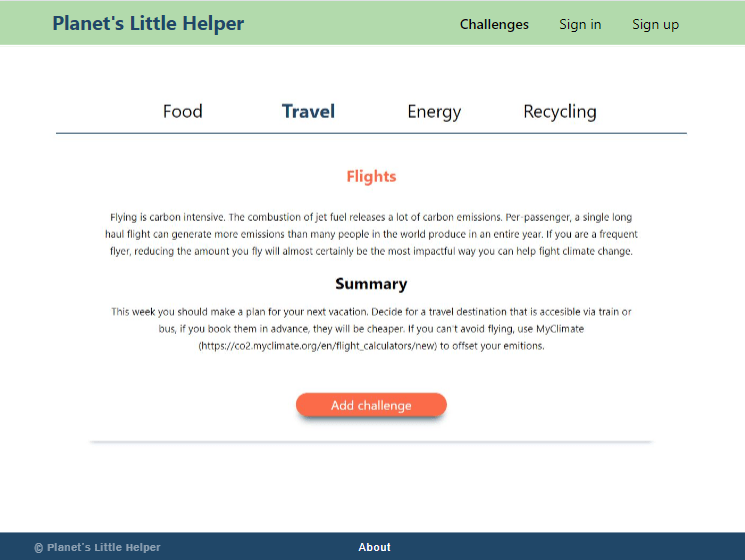 Planet's Little Helper Challenges Sign in Sign up
Food Travel Energy Recycling
Flights
Flying is carbon intensive. The combustion of jet fuel releases a lot of carbon emissions. Per-passenger, a single long
haul flight can generate more emissions than many people in the world produce in an entire year. If you are a frequent
flyer, reducing the amount you fly will almost certainly be the most impactful way you can help fight climate change.
Summary
This week you should make a plan for your next vacation. Decide for a travel destination that is accesible via train or
bus, if you book them in advance, they will be cheaper. If you can't avoid flying, use MyClimate
(https://co2.myclimate.org/en/flight_calculators/new) to offset your emitions.
Add challenge
© Planet's Little Helper About